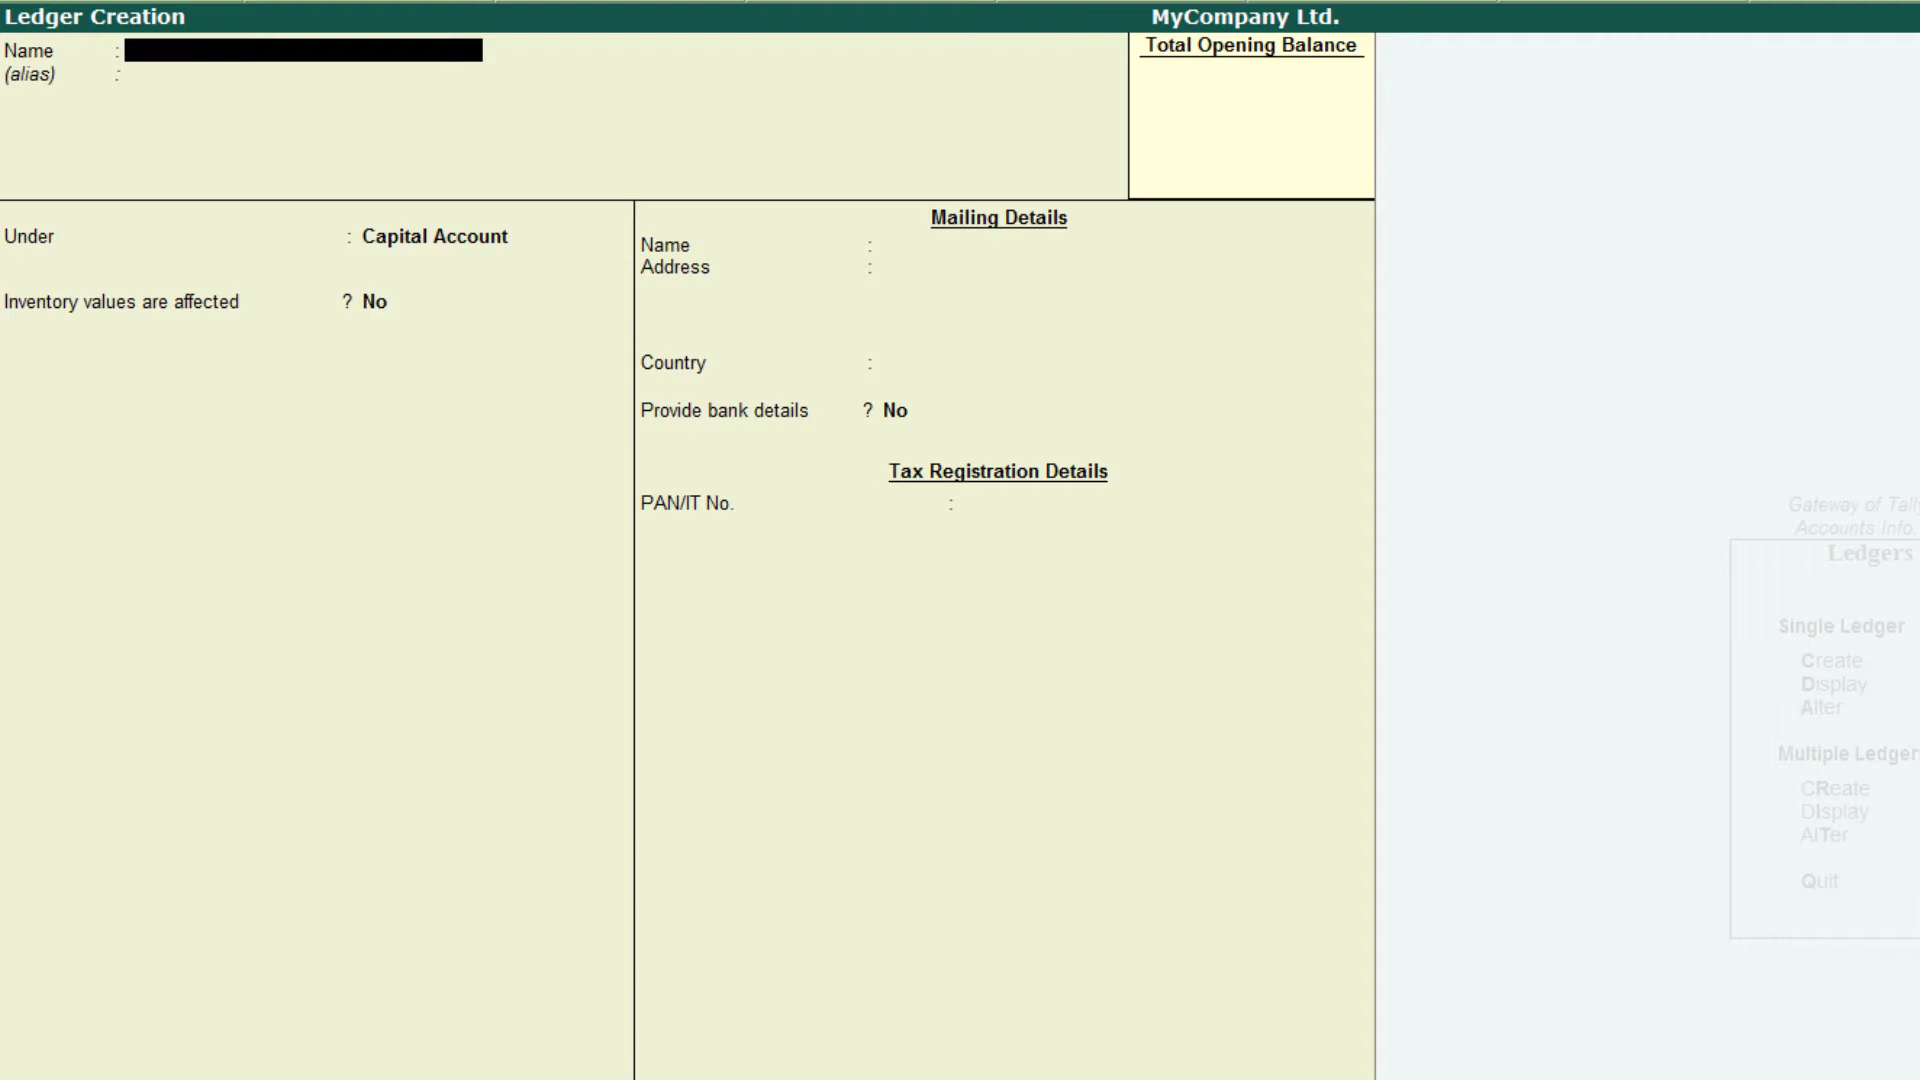 Ledger Creation
MyCompany Ltd.
Name :
(alias) :
Total Opening Balance
Under : Capital Account
Inventory values are affected ? No
Mailing Details
Name :
Address :
Country :
Provide bank details ? No
Tax Registration Details
PAN/IT No. :
Gateway of Tally
Accounts Info.
Ledgers
Single Ledger
Create
Display
Alter
Multiple Ledger
CReate
DIsplay
AlTer
Quit